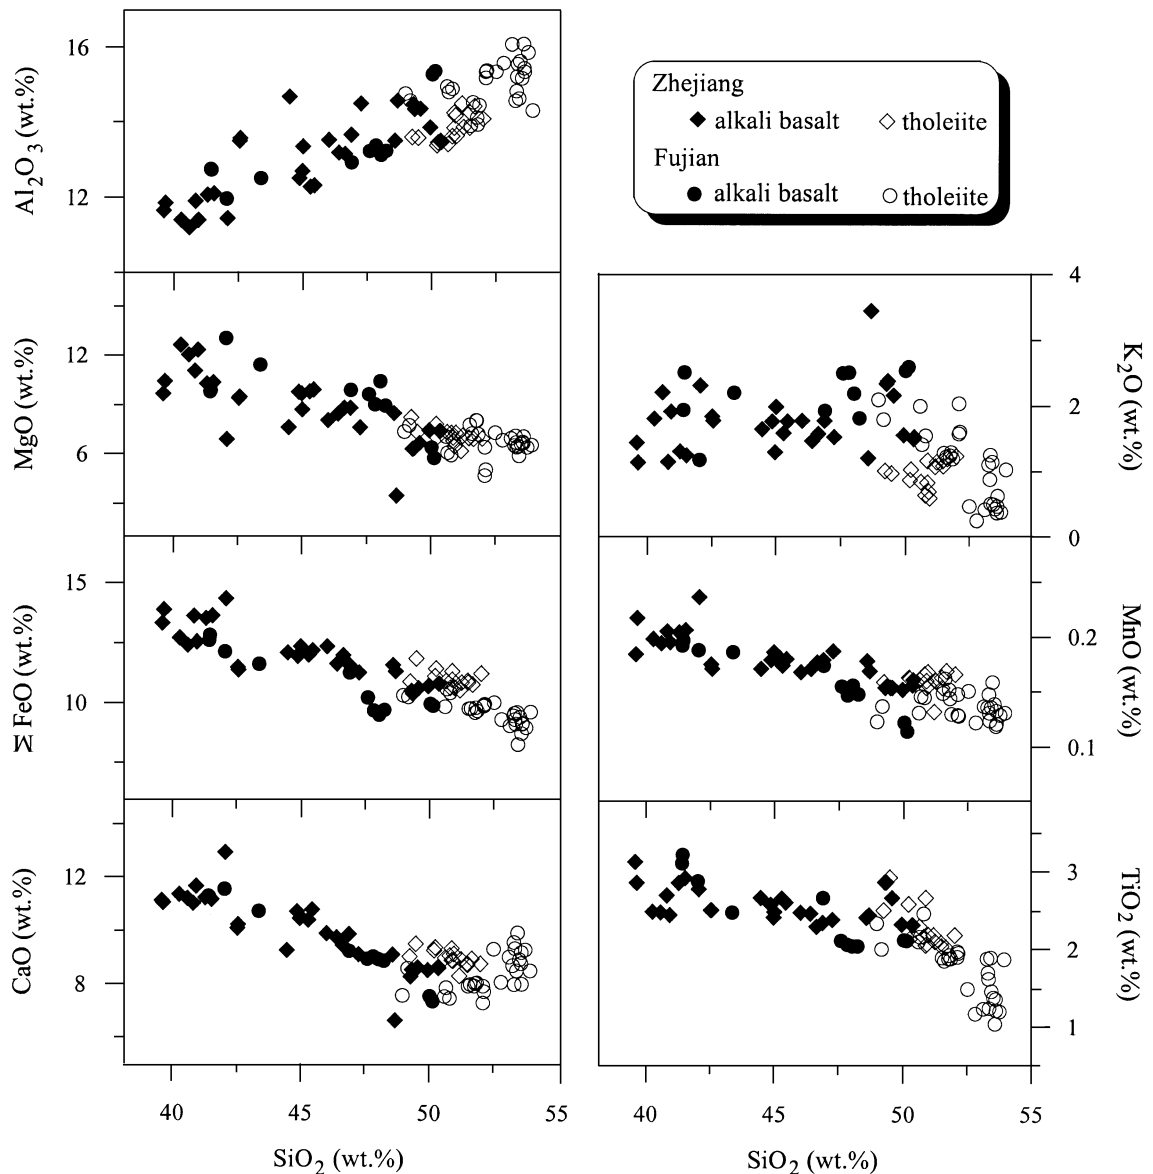 Al₂O₃ (wt.%)
16
12
Zhejiang
alkali basalt
tholeiite
Fujian
alkali basalt
tholeiite
MgO (wt.%)
12
6
4
2
0
K₂O (wt.%)
Σ FeO (wt.%)
15
10
0.2
0.1
MnO (wt.%)
CaO (wt.%)
12
8
3
2
1
TiO₂ (wt.%)
40 45 50 55
40 45 50 55
SiO₂ (wt.%)
SiO₂ (wt.%)